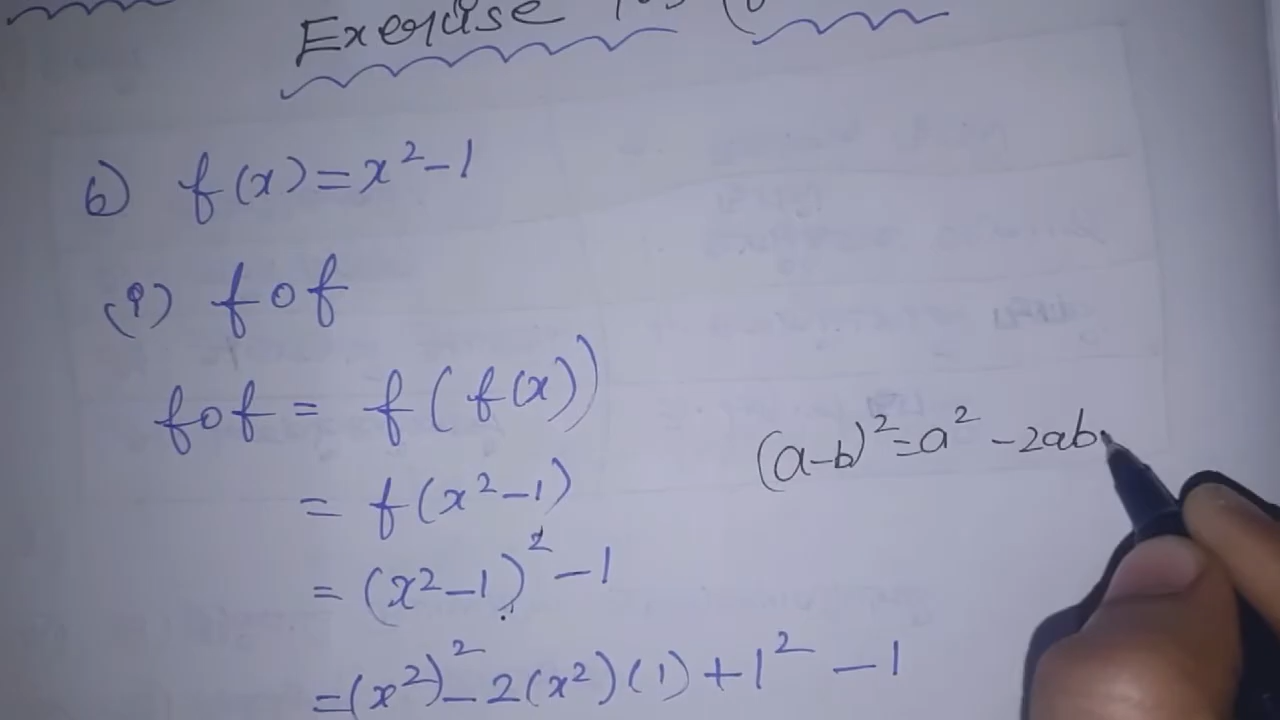 Exercise
6) f(x)=x²-1
(i) fof
fof = f(f(x))
= f(x²-1)
(a-b)²=a² -2ab
= (x²-1)² -1
=(x²)²-2(x²)(1)+1² -1